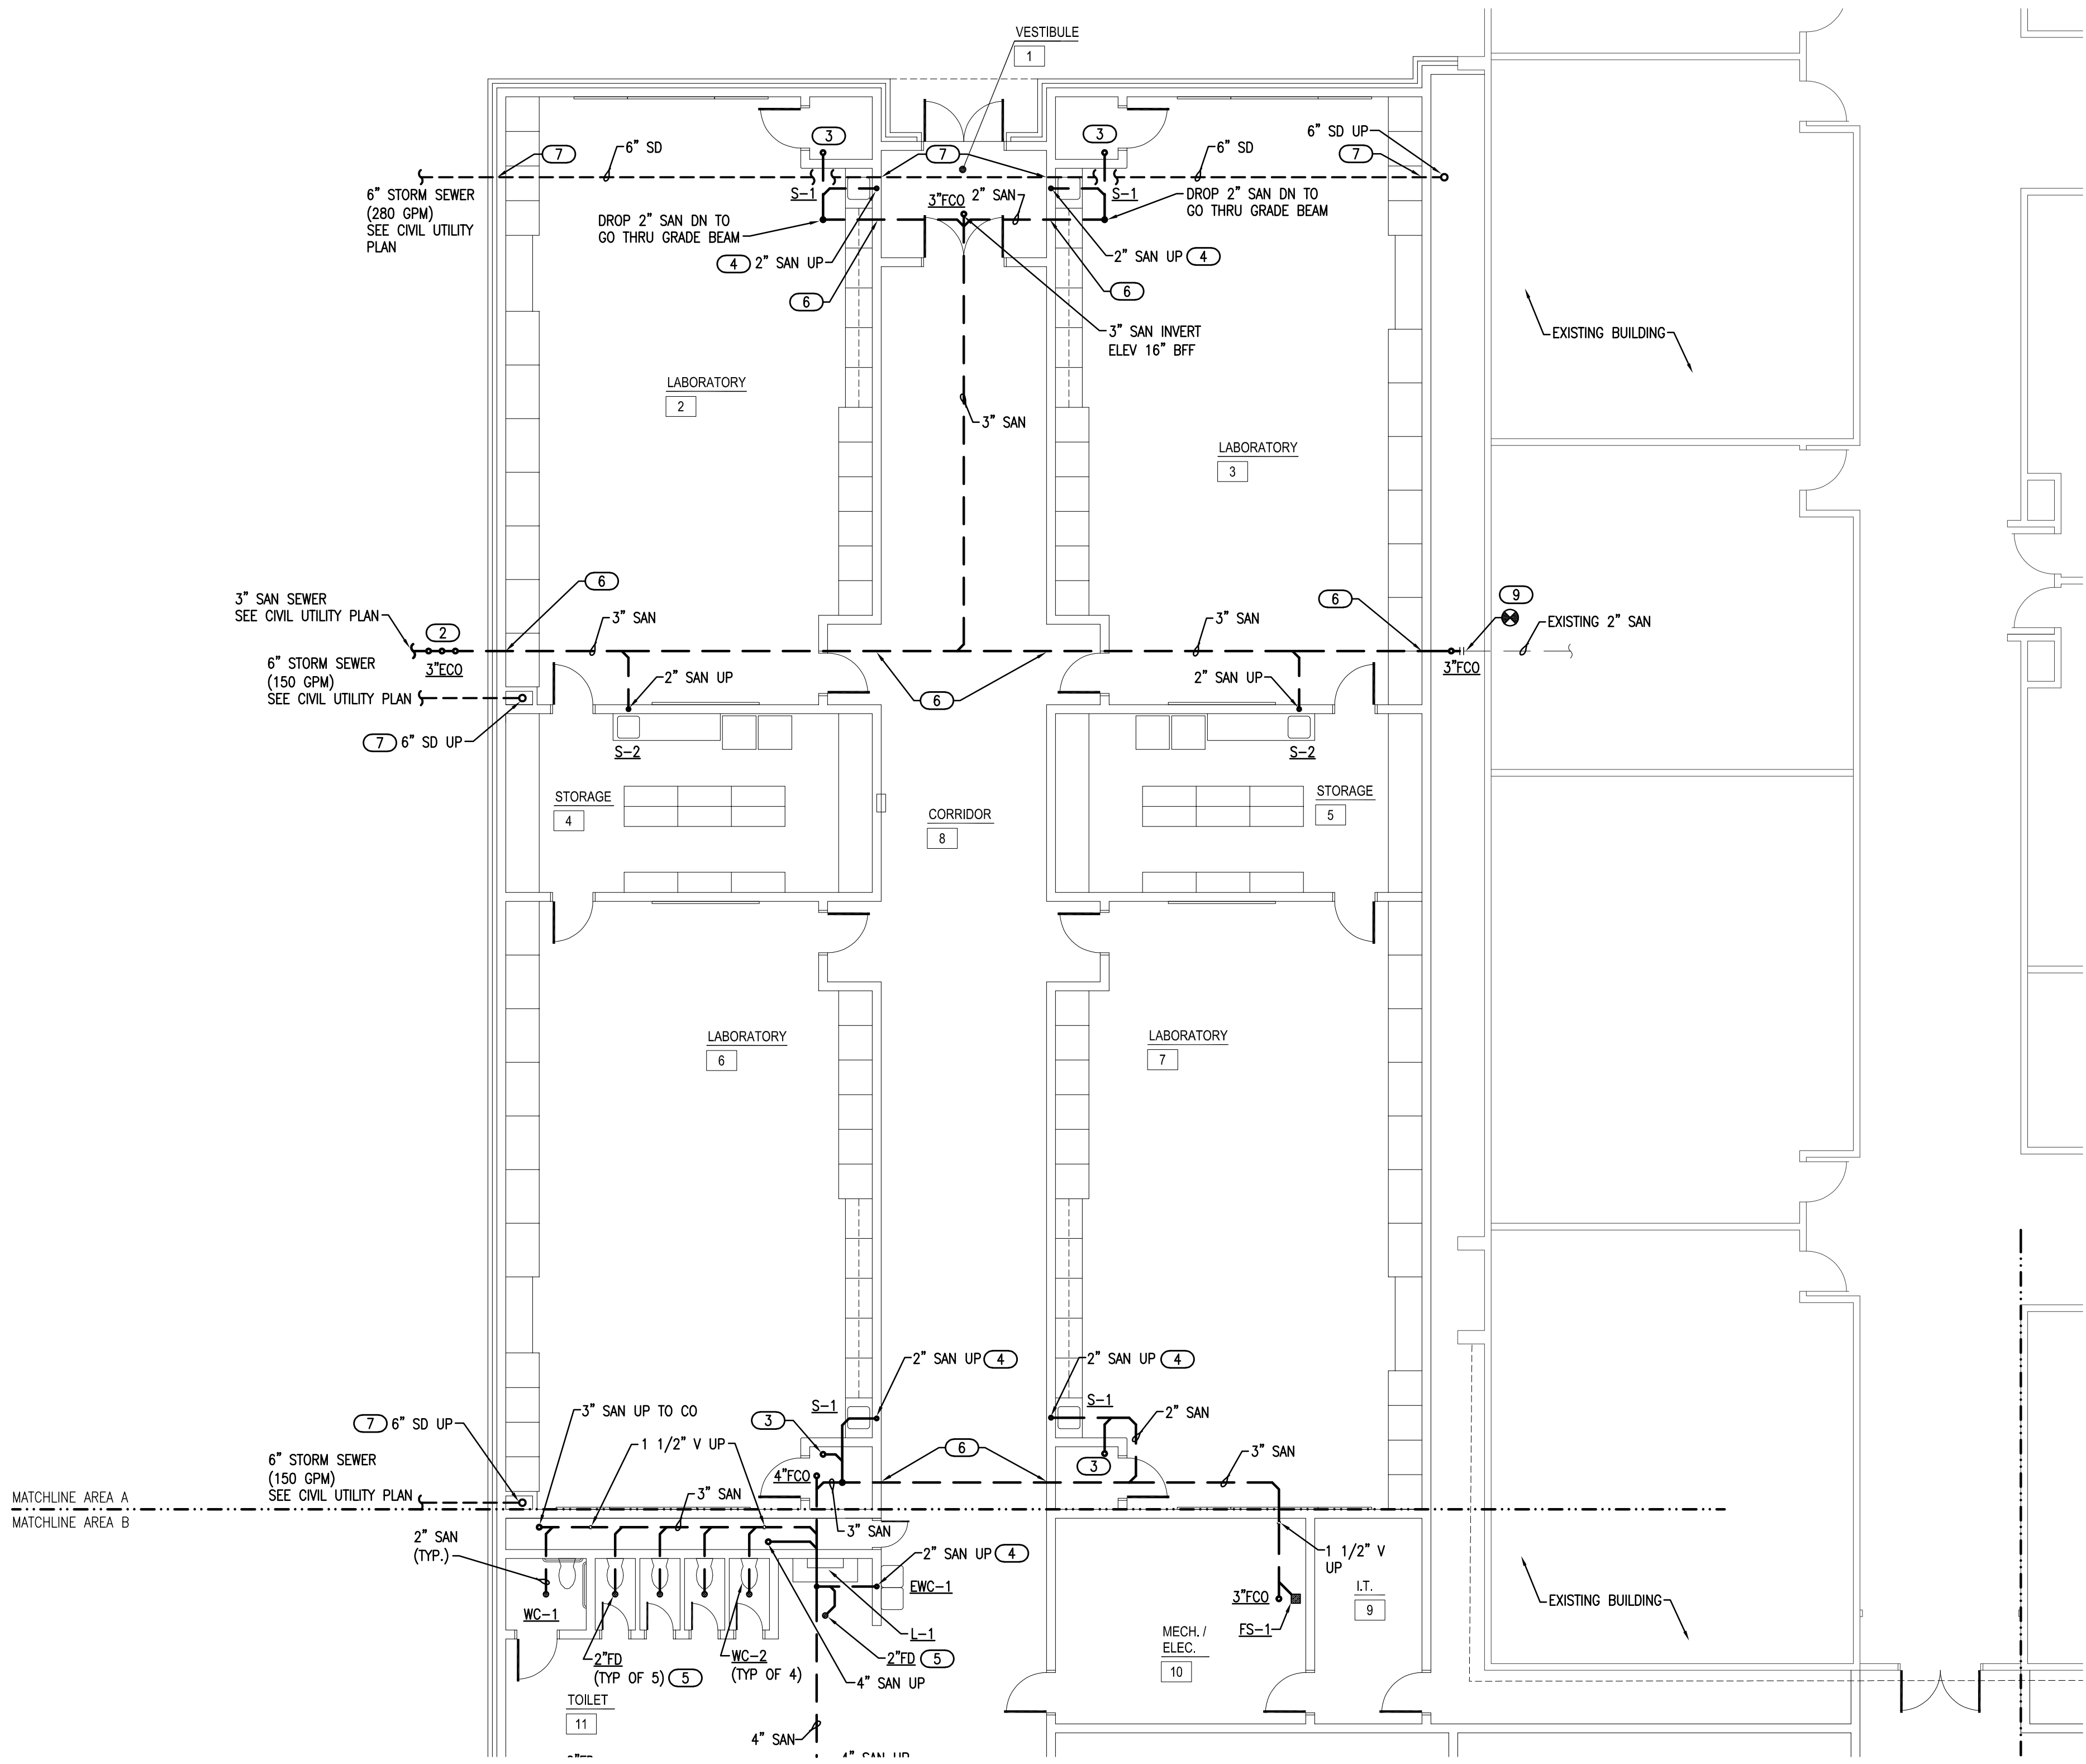 VESTIBULE
1
3
3
6" SD UP
7
6" SD
7
6" SD
7
6" STORM SEWER
(280 GPM)
SEE CIVIL UTILITY
PLAN
S-1
3"FCO
2" SAN
S-1
DROP 2" SAN DN TO
GO THRU GRADE BEAM
DROP 2" SAN DN TO
GO THRU GRADE BEAM
4 2" SAN UP
2" SAN UP 4
6
6
3" SAN INVERT
ELEV 16" BFF
EXISTING BUILDING
LABORATORY
2
3" SAN
LABORATORY
3
6
3" SAN SEWER
SEE CIVIL UTILITY PLAN
2
3" SAN
3" SAN
6
9
EXISTING 2" SAN
3"ECO
3"FCO
6" STORM SEWER
(150 GPM)
SEE CIVIL UTILITY PLAN
2" SAN UP
2" SAN UP
6
7 6" SD UP
S-2
S-2
STORAGE
4
STORAGE
5
CORRIDOR
8
LABORATORY
6
LABORATORY
7
2" SAN UP 4
2" SAN UP 4
S-1
S-1
3" SAN UP TO CO
3
2" SAN
7 6" SD UP
1 1/2" V UP
6
3" SAN
6" STORM SEWER
(150 GPM)
SEE CIVIL UTILITY PLAN
4"FCO
3
MATCHLINE AREA A
MATCHLINE AREA B
3" SAN
3" SAN
2" SAN
(TYP.)
2" SAN UP 4
1 1/2" V
UP
EWC-1
I.T.
9
3"FCO
FS-1
EXISTING BUILDING
WC-1
L-1
MECH./
ELEC.
10
2"FD
(TYP OF 5) 5
WC-2
(TYP OF 4)
2"FD 5
4" SAN UP
TOILET
11
4" SAN
4" SAN UP